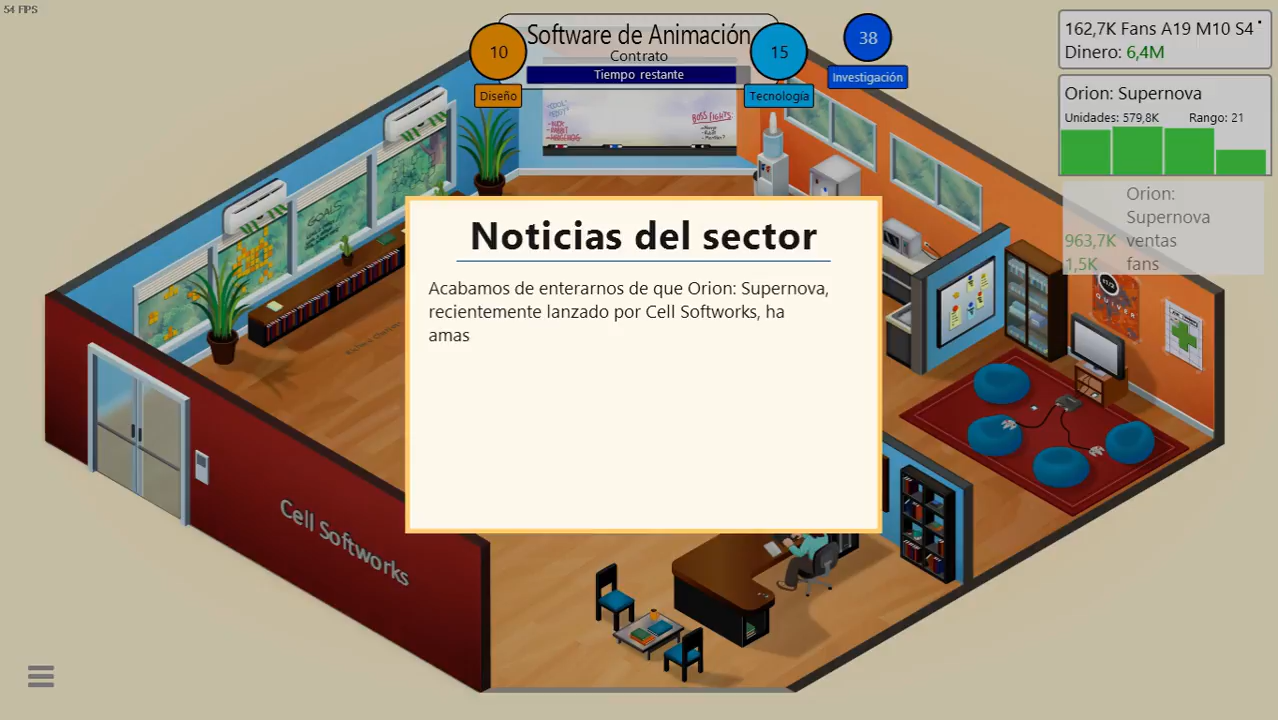 54 FPS
Software de Animación
Contrato
Tiempo restante
10
Diseño
15
Tecnología
38
Investigación
162,7K Fans A19 M10 S4
Dinero: 6,4M
Orion: Supernova
Unidades: 579,8K Rango: 21
Orion:
Supernova
963,7K ventas
1,5K fans
BOSS FIGHTS
GOALS
Noticias del sector
Acabamos de enterarnos de que Orion: Supernova,
recientemente lanzado por Cell Softworks, ha
amas
QUIVER
Cell Softworks